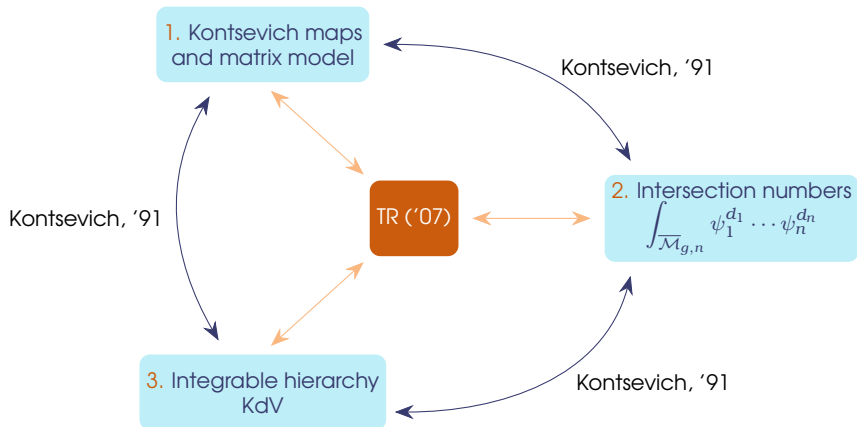 1. Kontsevich maps
and matrix model
Kontsevich, ’91
Kontsevich, ’91
TR (’07)
2. Intersection numbers
∫_{\overline{\mathcal{M}}_{g,n}} ψ_1^{d_1} ⋯ ψ_n^{d_n}
3. Integrable hierarchy
KdV
Kontsevich, ’91